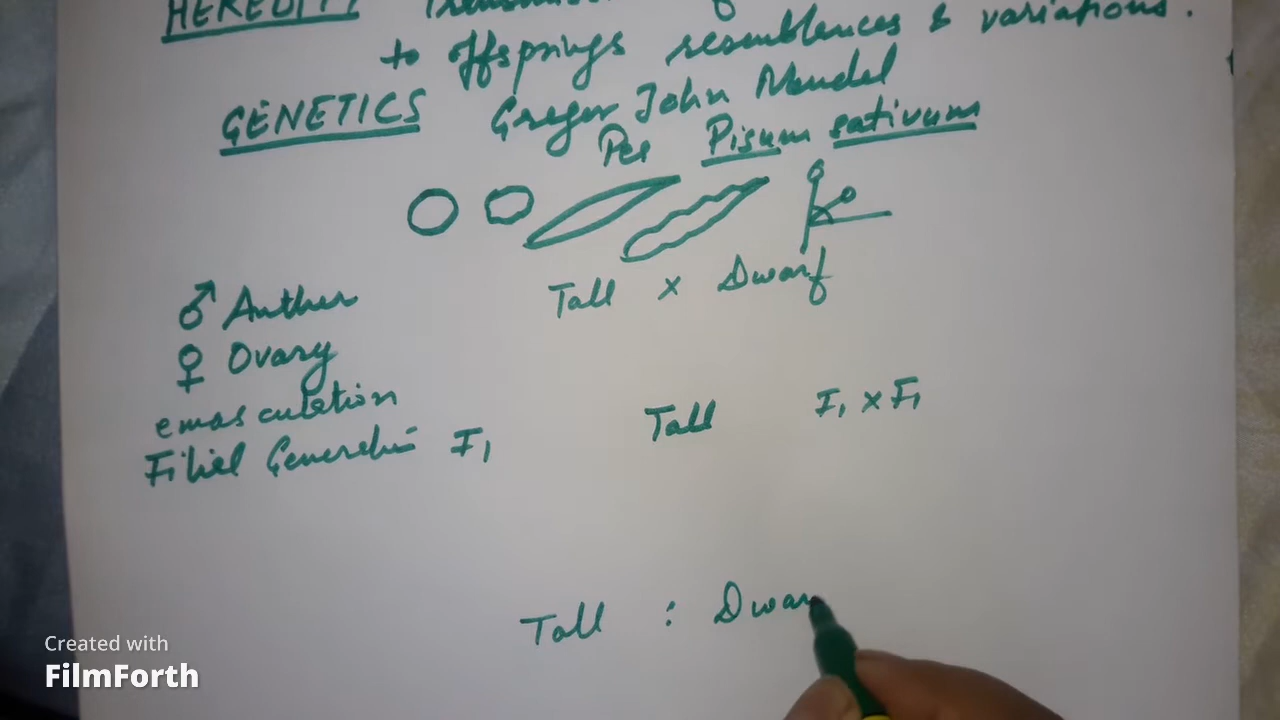 HEREDITY
to offsprings resemblences & variations.
GENETICS Gregor John Mendel
Pea Pisum sativum
Tall x Dwarf
♂ Anther
♀ Ovary
emasculation
Tall F1 x F1
Filial Generation F1
Tall : Dwar
Created with
FilmForth